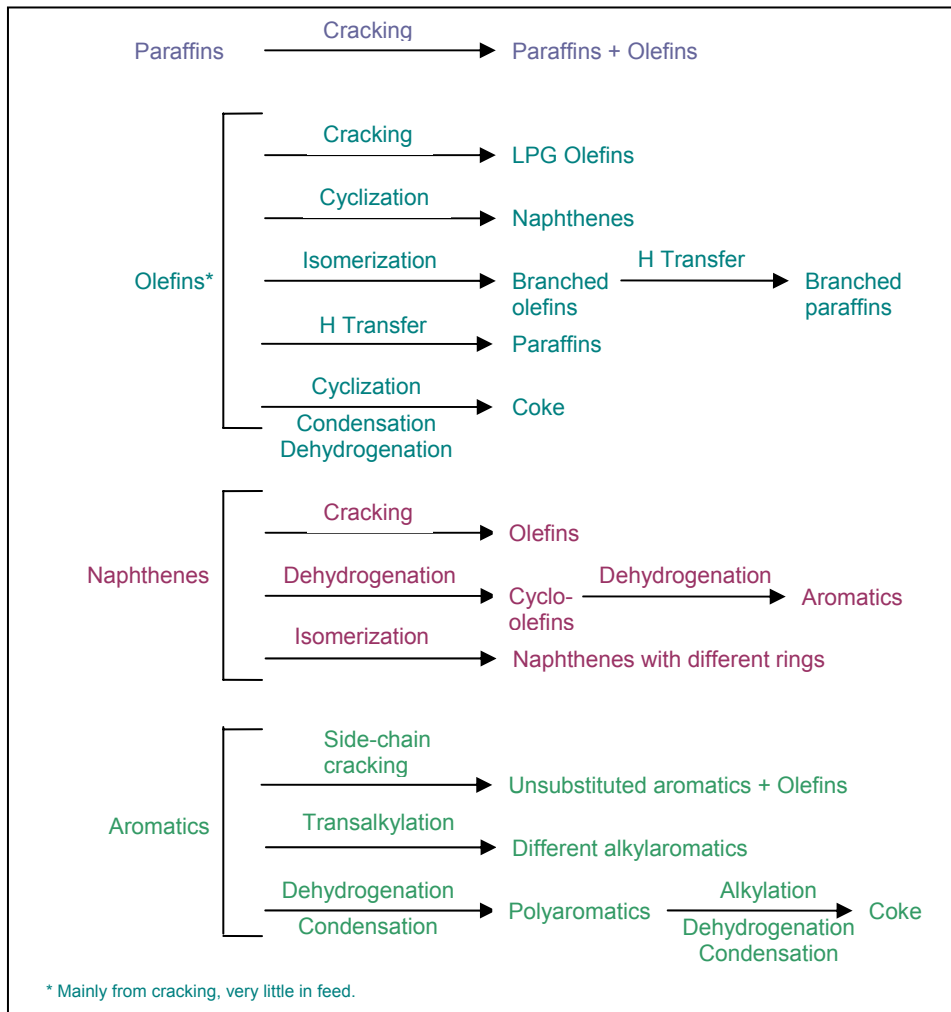 Cracking
Paraffins
Paraffins + Olefins
Cracking
LPG Olefins
Cyclization
Naphthenes
Olefins*
Isomerization
Branched
olefins
H Transfer
Branched
paraffins
H Transfer
Paraffins
Cyclization
Condensation
Dehydrogenation
Coke
Naphthenes
Cracking
Olefins
Dehydrogenation
Cyclo-
olefins
Dehydrogenation
Aromatics
Isomerization
Naphthenes with different rings
Aromatics
Side-chain
cracking
Unsubstituted aromatics + Olefins
Transalkylation
Different alkylaromatics
Dehydrogenation
Condensation
Polyaromatics
Alkylation
Dehydrogenation
Condensation
Coke
* Mainly from cracking, very little in feed.